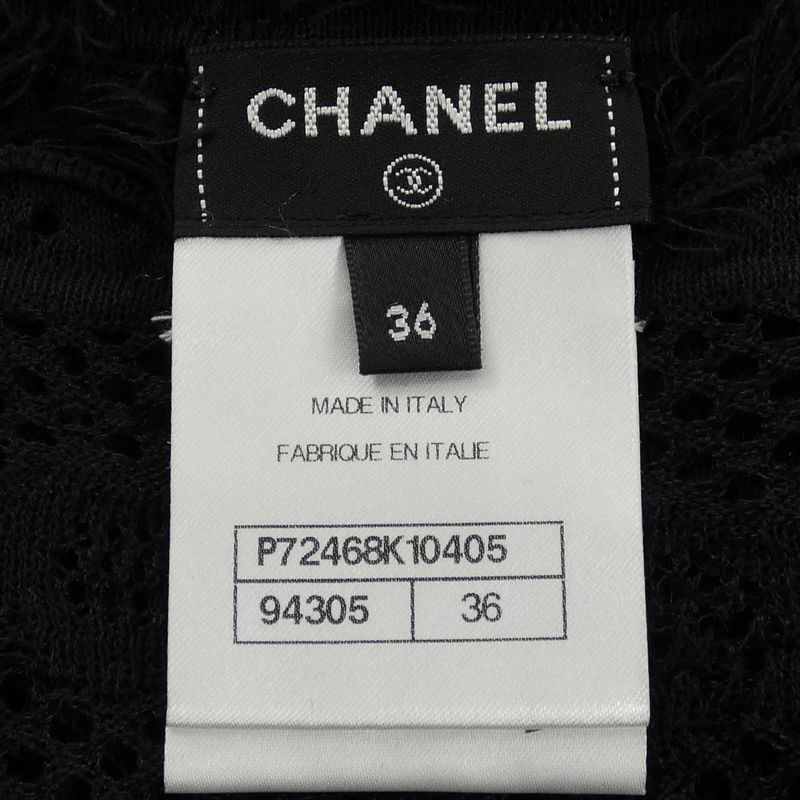 CHANEL
36
MADE IN ITALY
FABRIQUE EN ITALIE
P72468K10405
94305 36